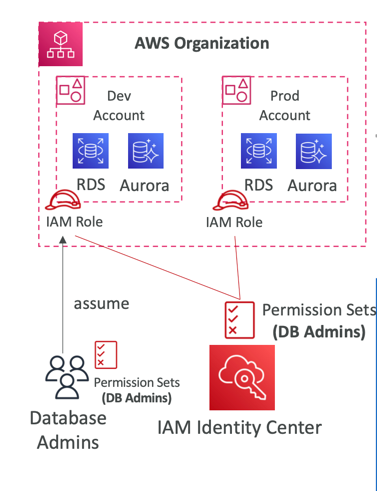 AWS Organization
Dev
Account
Prod
Account
RDS
Aurora
RDS
Aurora
IAM Role
IAM Role
assume
Permission Sets
(DB Admins)
Permission Sets
(DB Admins)
Database
Admins
IAM Identity Center